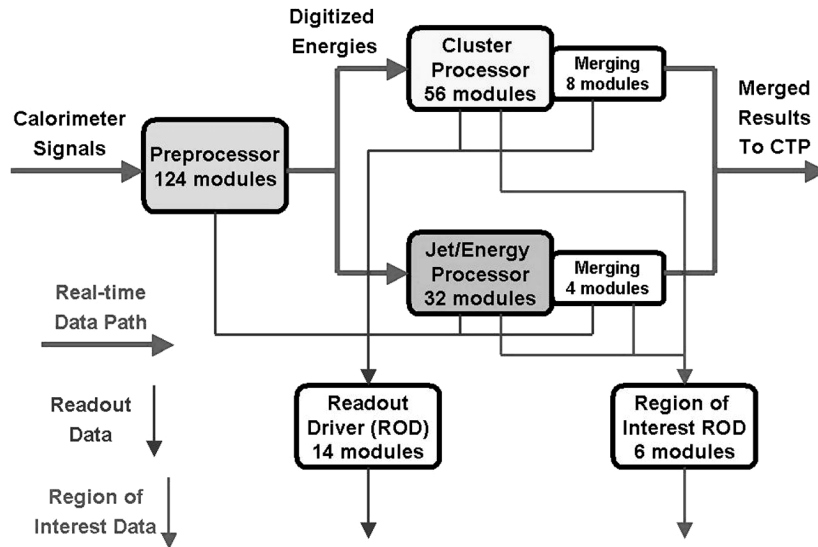 Digitized
Energies
Cluster
Processor
56 modules
Merging
8 modules
Merged
Results
To CTP
Calorimeter
Signals
Preprocessor
124 modules
Jet/Energy
Processor
32 modules
Merging
4 modules
Real-time
Data Path
Readout
Data
Readout
Driver (ROD)
14 modules
Region of
Interest ROD
6 modules
Region of
Interest Data